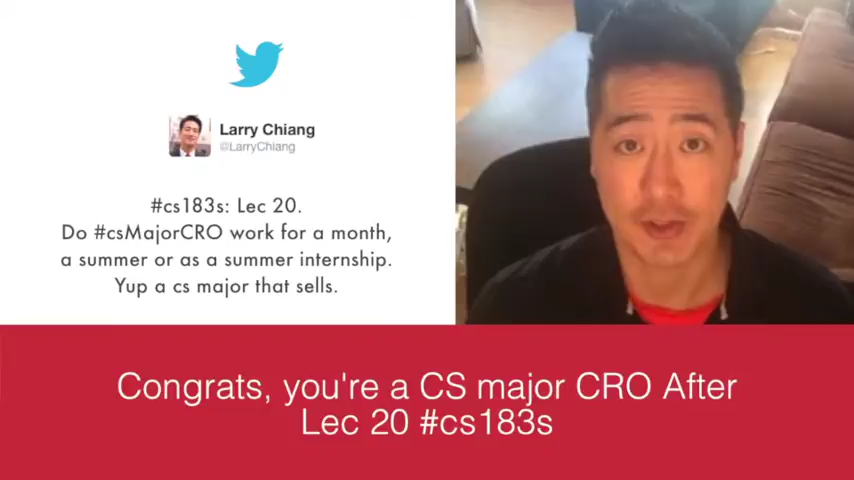 Larry Chiang
@LarryChiang
#cs183s: Lec 20.
Do #csMajorCRO work for a month,
a summer or as a summer internship.
Yup a cs major that sells.
Congrats, you're a CS major CRO After
Lec 20 #cs183s